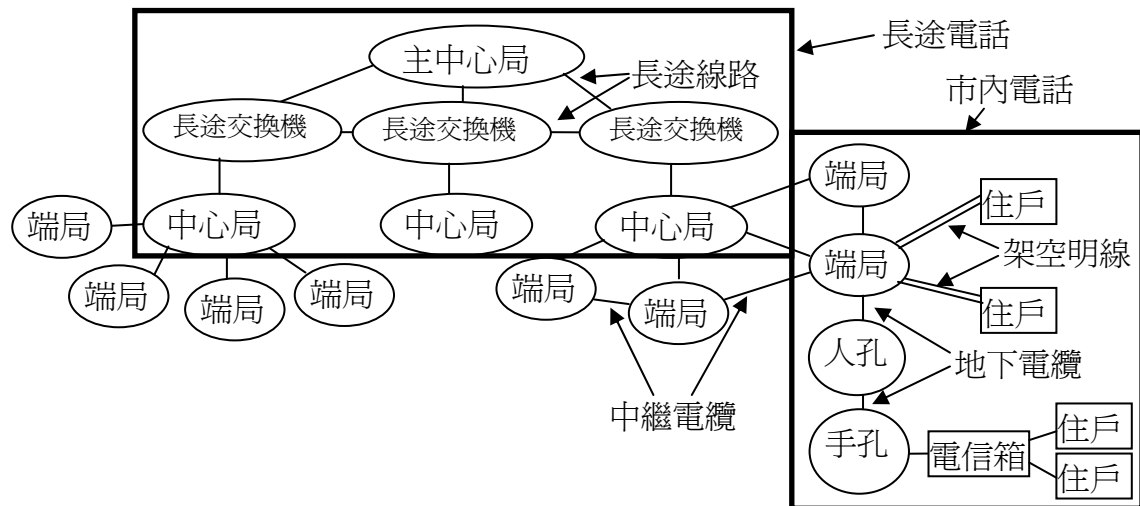 長途電話
主中心局
長途線路
市內電話
長途交換機
長途交換機
長途交換機
端局
住戶
端局
中心局
中心局
中心局
架空明線
端局
端局
端局
端局
端局
端局
住戶
人孔
地下電纜
中繼電纜
手孔
電信箱
住戶
住戶